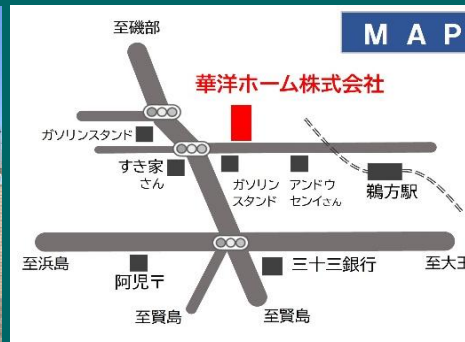 至磯部
MAP
華洋ホーム株式会社
ガソリンスタンド
すき家
さん
ガソリン
スタンド
アンドウ
センイさん
鵜方駅
至浜島
阿児〒
三十三銀行
至大王
至賢島
至賢島